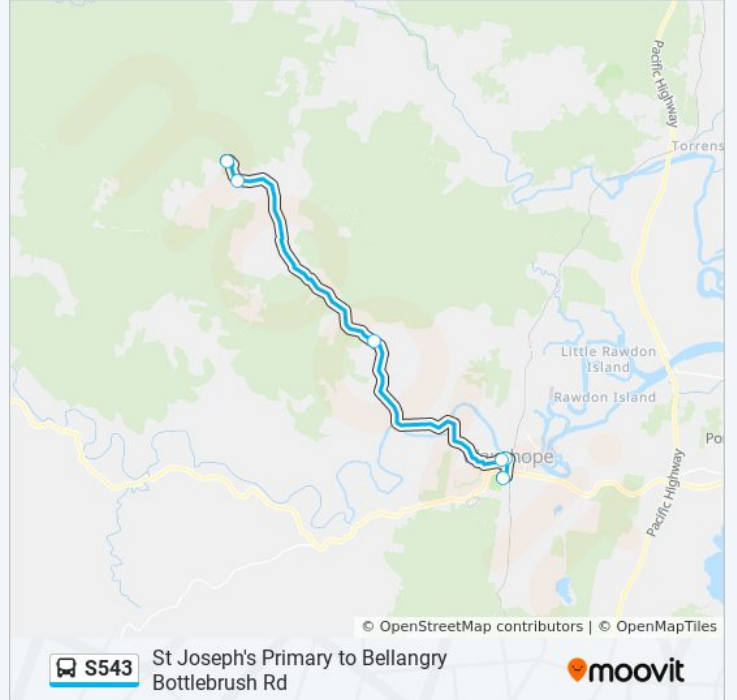 Pacific Highway
Torrens
Little Rawdon
Island
Rawdon Island
hope
Po
Pacific Highway
© OpenStreetMap contributors | © OpenMapTiles
S543
St Joseph's Primary to Bellangry
Bottlebrush Rd
moovit